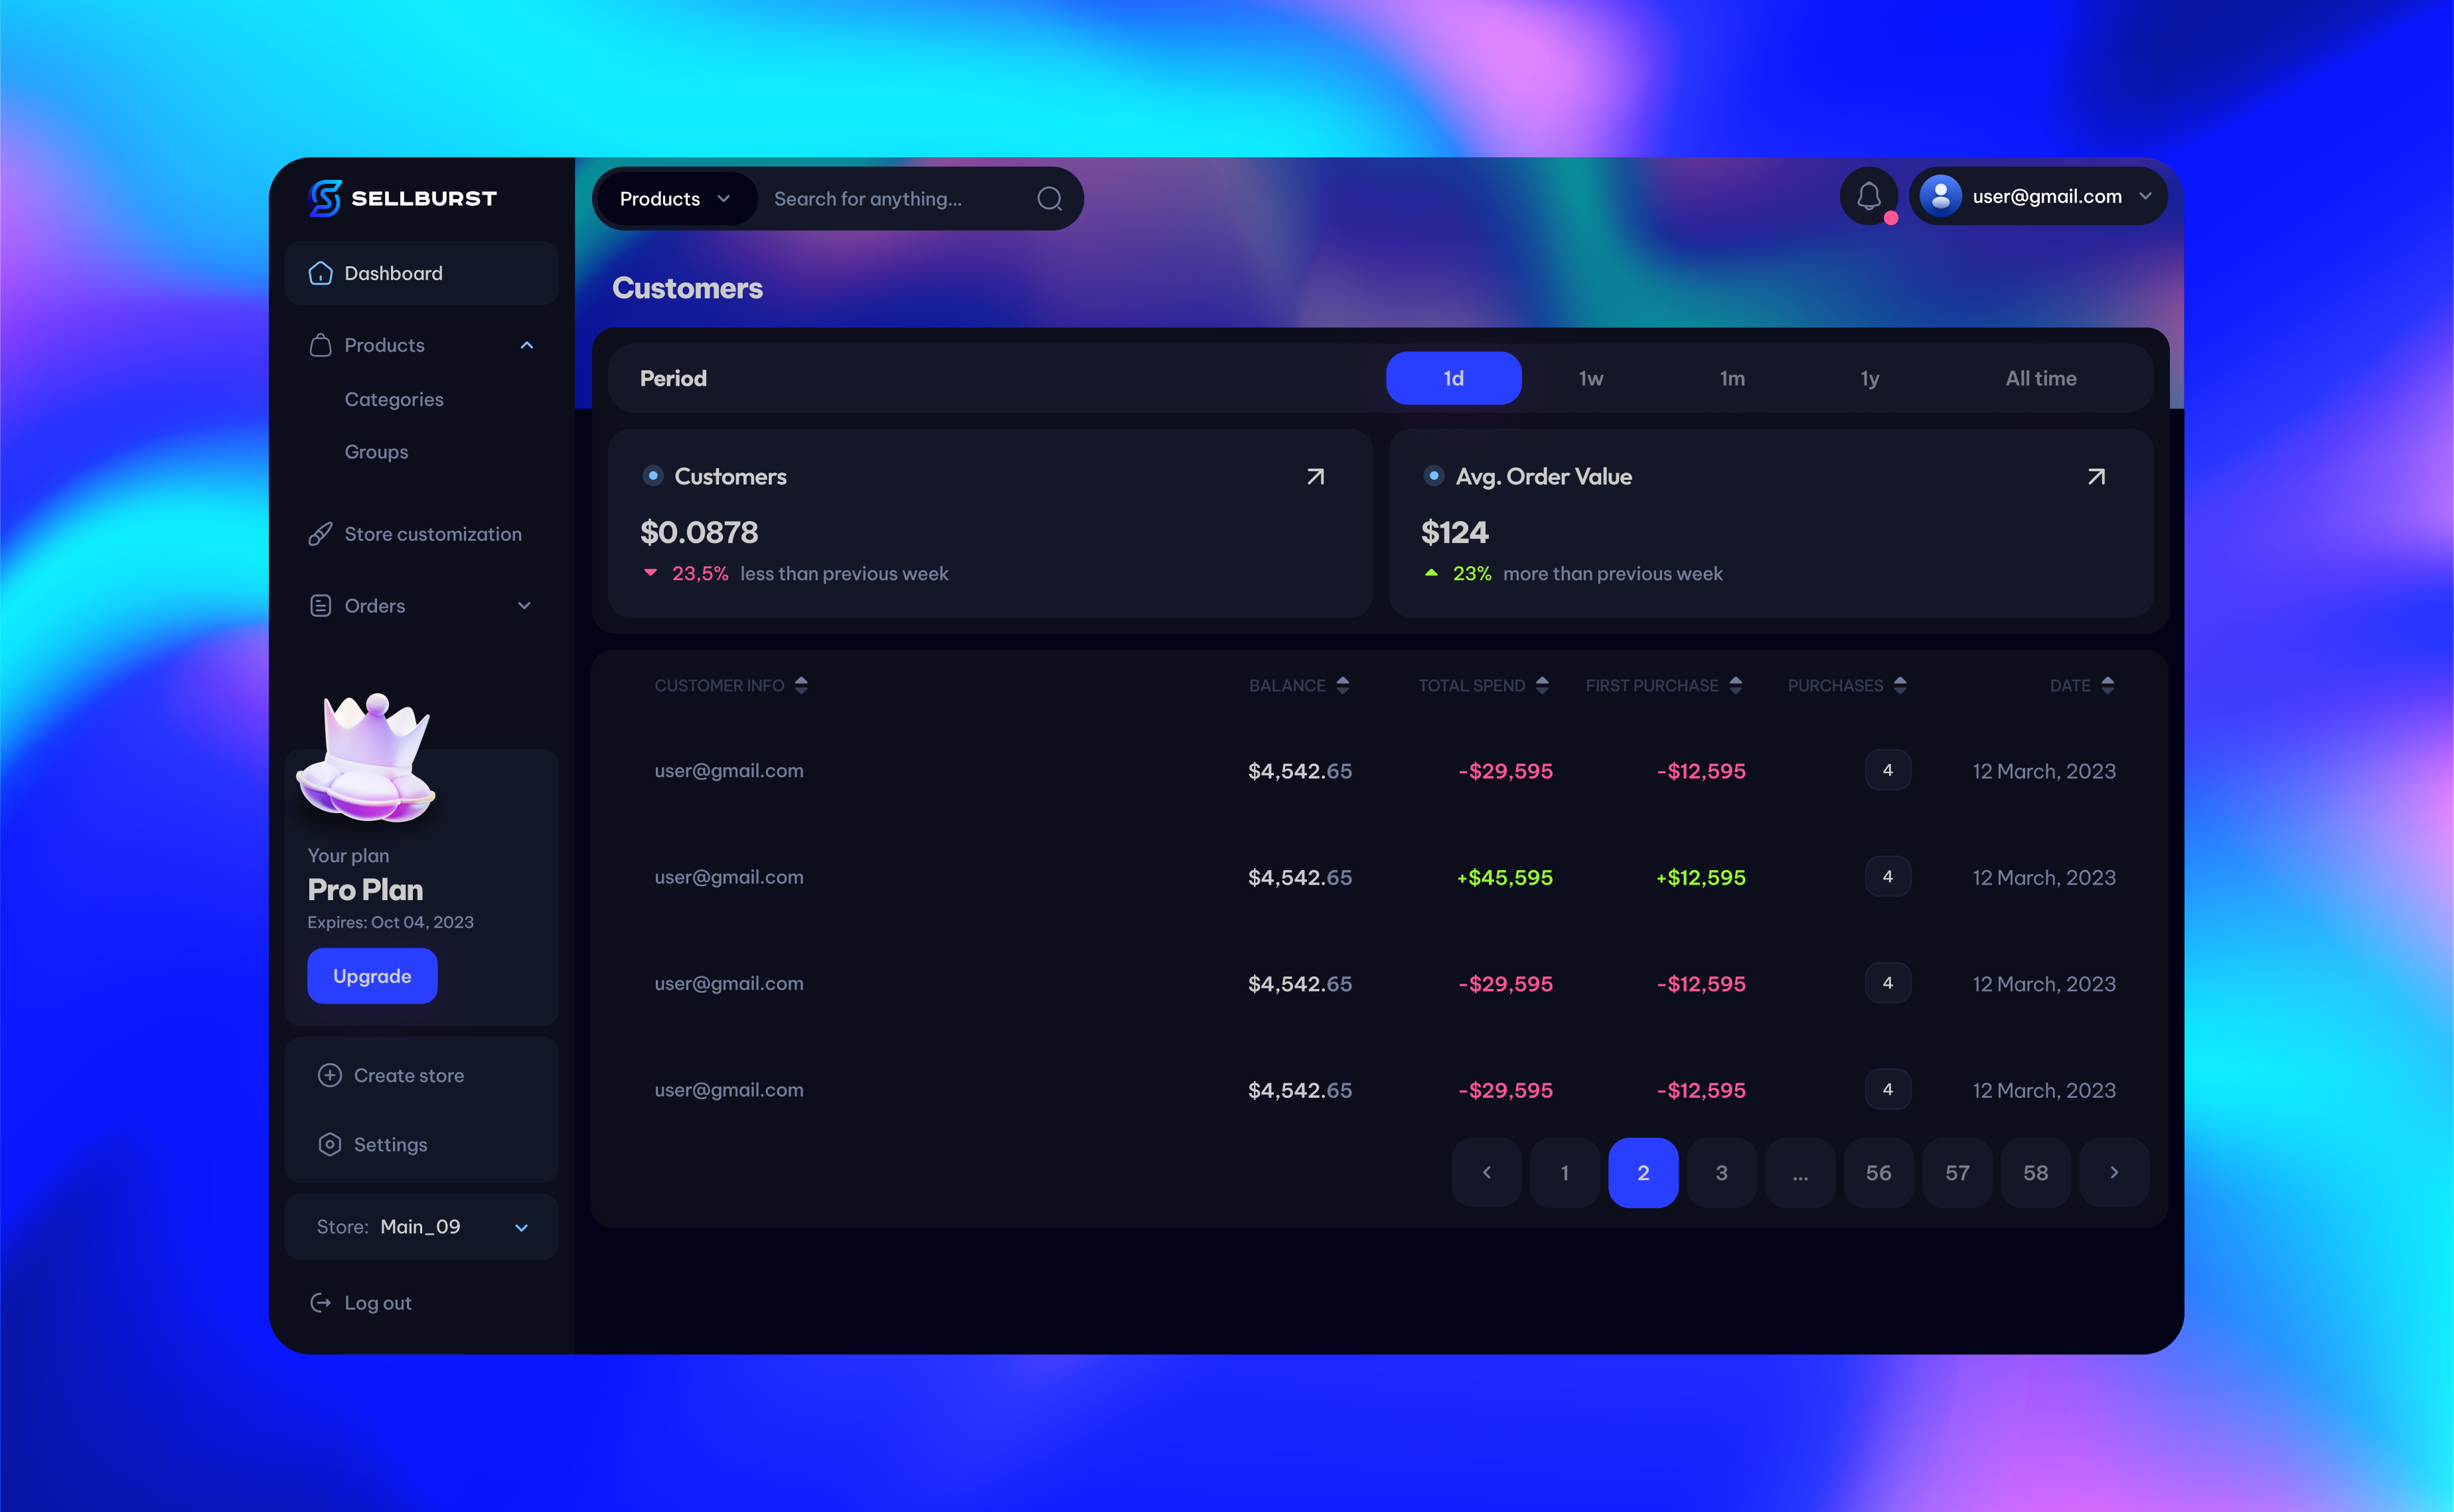 SELLBURST
Products
Search for anything...
user@gmail.com
Dashboard
Products
Categories
Groups
Store customization
Orders
Your plan
Pro Plan
Expires: Oct 04, 2023
Upgrade
Create store
Settings
Store: Main_09
Log out
Customers
Period 1d 1w 1m 1y All time
Customers
$0.0878
23,5% less than previous week
Avg. Order Value
$124
23% more than previous week
CUSTOMER INFO BALANCE TOTAL SPEND FIRST PURCHASE PURCHASES DATE
user@gmail.com $4,542.65 -$29,595 -$12,595 4 12 March, 2023
user@gmail.com $4,542.65 +$45,595 +$12,595 4 12 March, 2023
user@gmail.com $4,542.65 -$29,595 -$12,595 4 12 March, 2023
user@gmail.com $4,542.65 -$29,595 -$12,595 4 12 March, 2023
1 2 3 ... 56 57 58